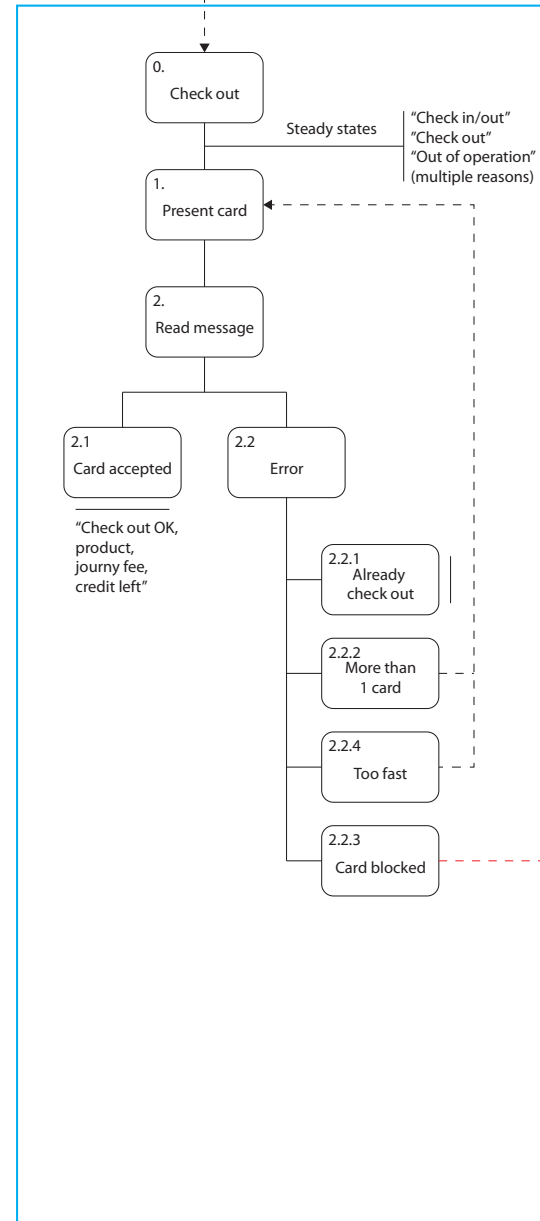 0.
Check out
Steady states
“Check in/out”
“Check out”
“Out of operation”
(multiple reasons)
1.
Present card
2.
Read message
2.1
Card accepted
2.2
Error
“Check out OK,
product,
journy fee,
credit left”
2.2.1
Already
check out
2.2.2
More than
1 card
2.2.4
Too fast
2.2.3
Card blocked